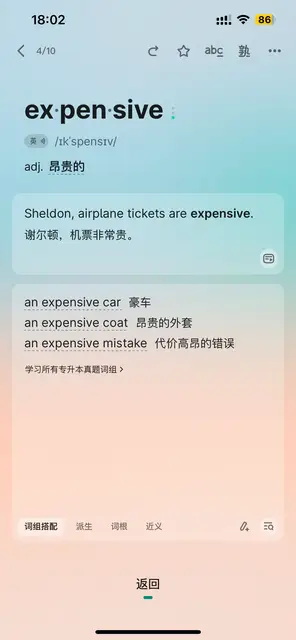 18:02
86
4/10
abc
ex·pen·sive
英 /ɪkˈspensɪv/
adj. 昂贵的
Sheldon, airplane tickets are expensive.
谢尔顿，机票非常贵。
an expensive car 豪车
an expensive coat 昂贵的外套
an expensive mistake 代价高昂的错误
学习所有专升本真题词组
词组搭配 派生 词根 近义
返回